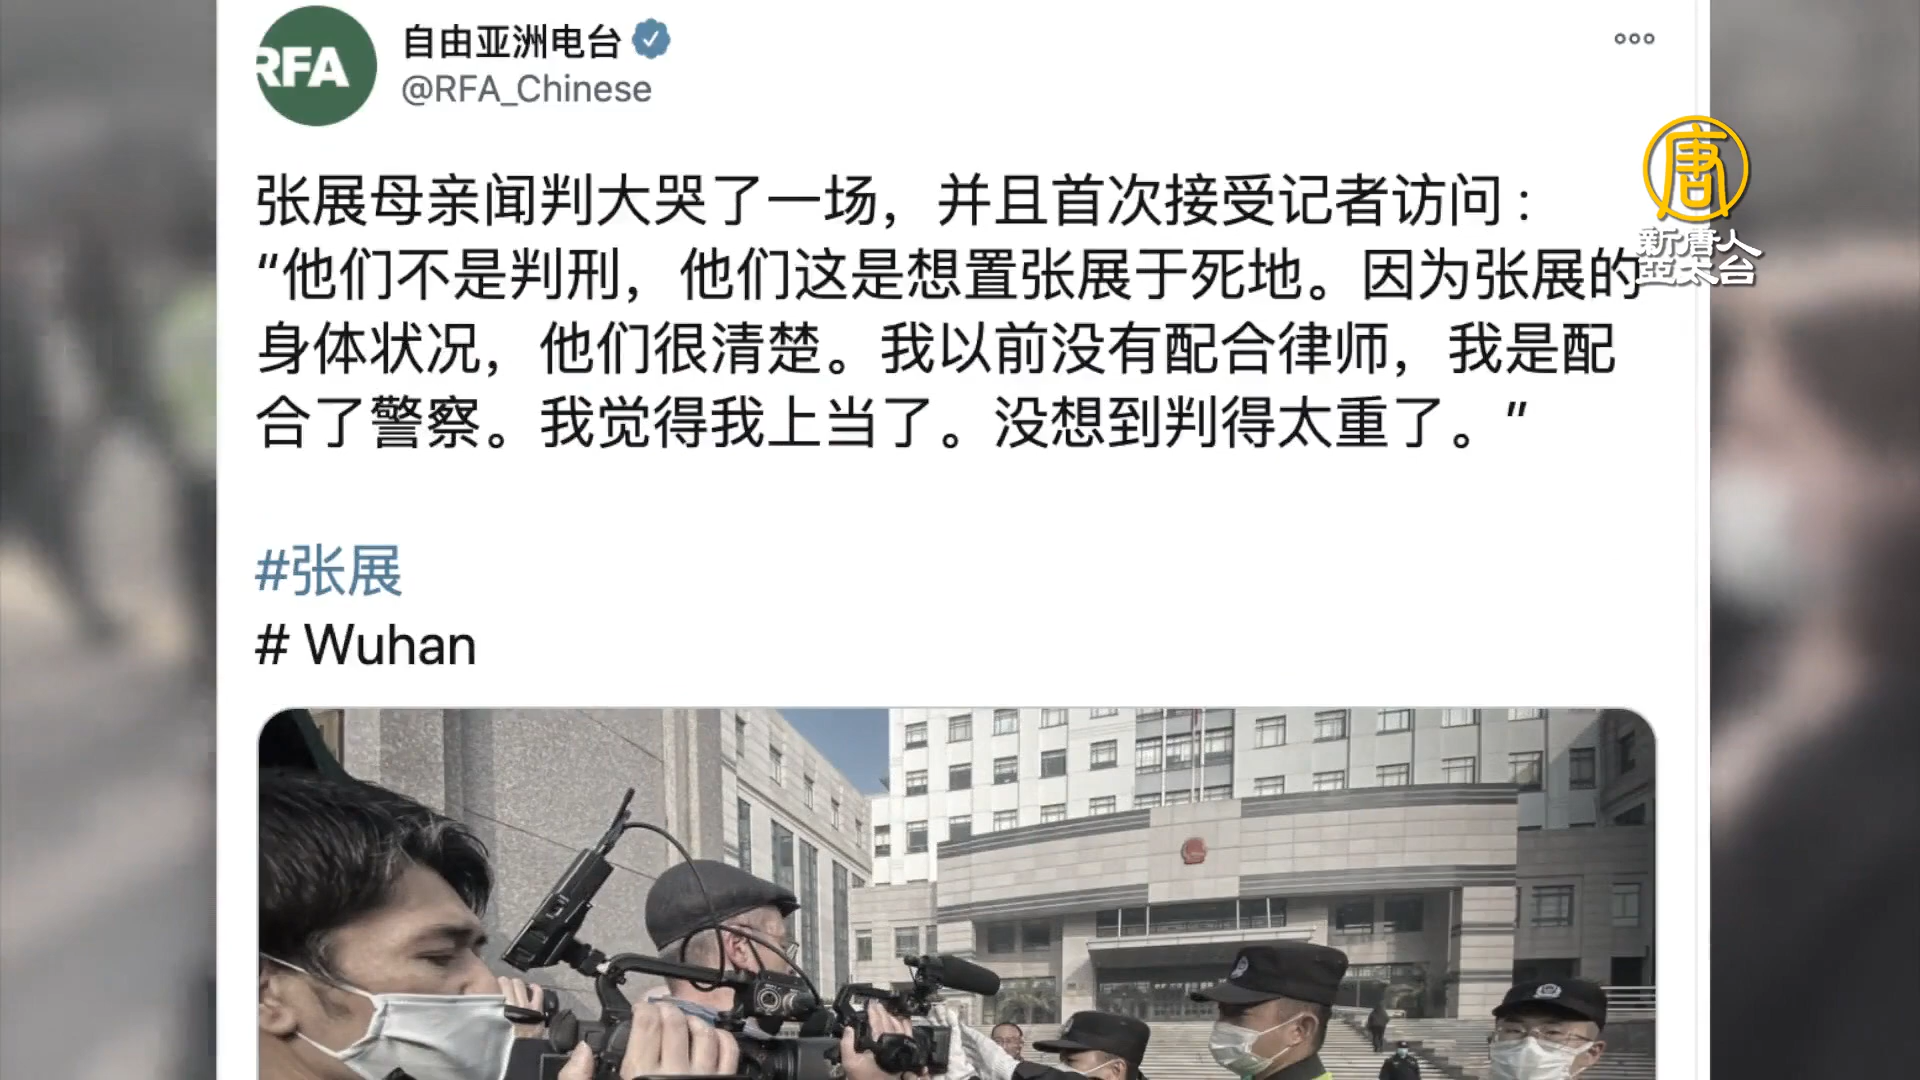 RFA
自由亚洲电台
@RFA_Chinese
张展母亲闻判大哭了一场，并且首次接受记者访问：
“他们不是判刑，他们这是想置张展于死地。因为张展的
身体状况，他们很清楚。我以前没有配合律师，我是配
合了警察。我觉得我上当了。没想到判得太重了。”
#张展
# Wuhan
唐
新唐人
亞太台